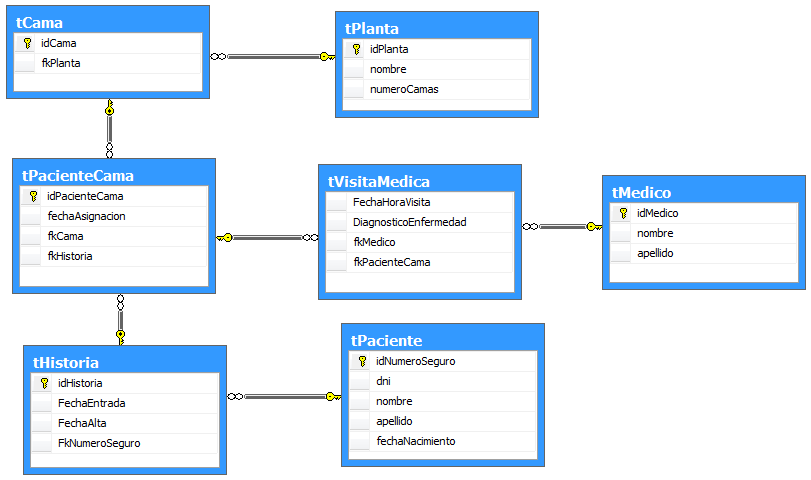 tCama
idCama
fkPlanta
tPlanta
idPlanta
nombre
numeroCamas
tPacienteCama
idPacienteCama
fechaAsignacion
fkCama
fkHistoria
tVisitaMedica
FechaHoraVisita
DiagnosticoEnfermedad
fkMedico
fkPacienteCama
tMedico
idMedico
nombre
apellido
tHistoria
idHistoria
FechaEntrada
FechaAlta
FkNumeroSeguro
tPaciente
idNumeroSeguro
dni
nombre
apellido
fechaNacimiento